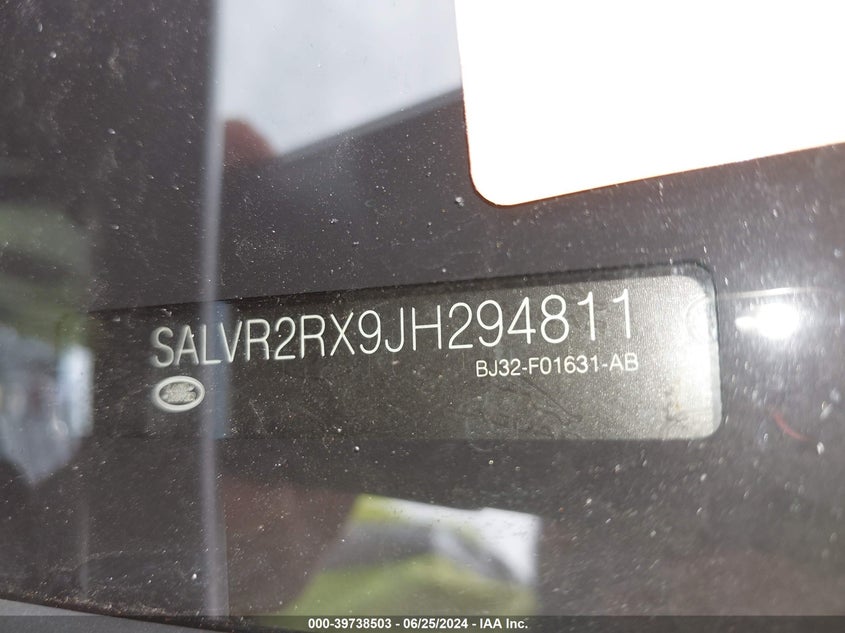 SALVR2RX9JH294811
BJ32-F01631-AB
000-39738503 - 06/25/2024 - IAA Inc.